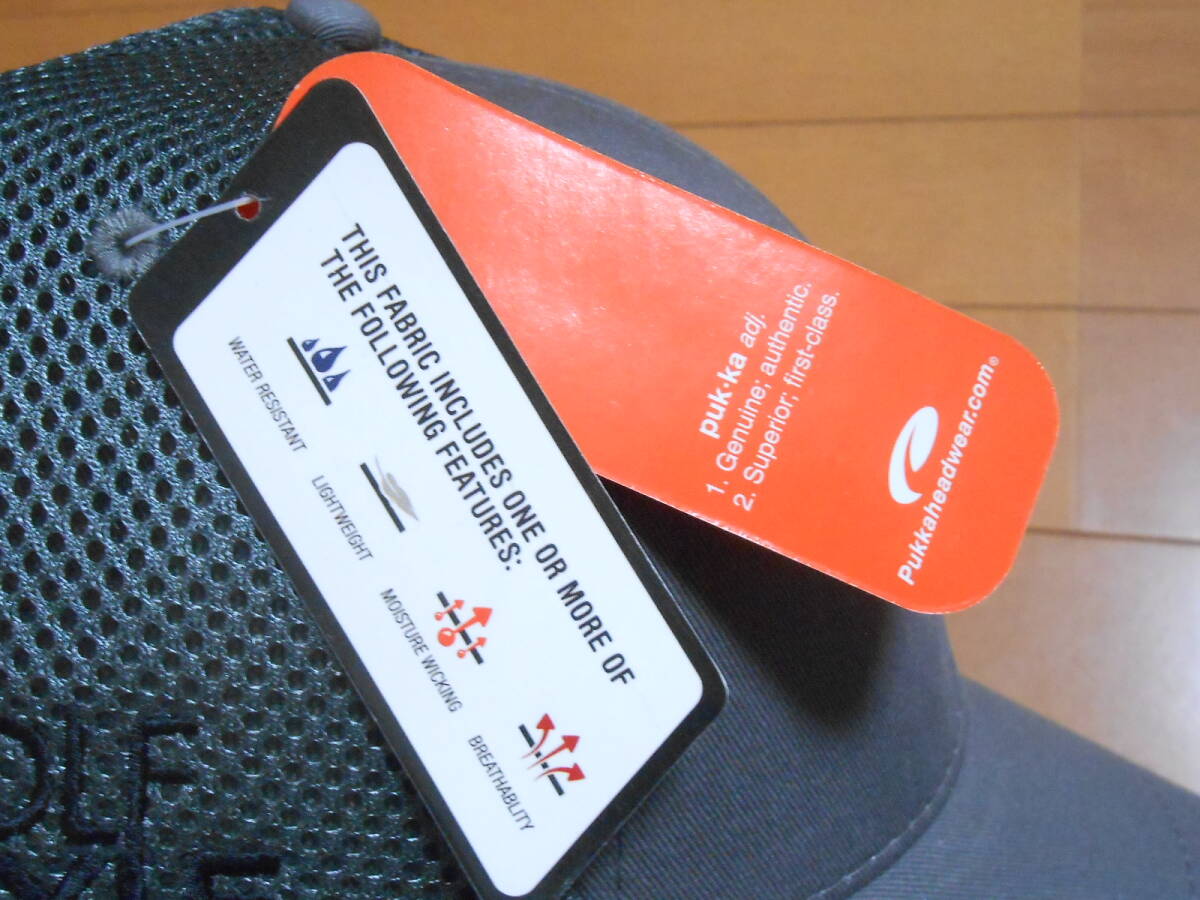 THIS FABRIC INCLUDES ONE OR MORE OF
THE FOLLOWING FEATURES:
WATER RESISTANT
LIGHTWEIGHT
MOISTURE WICKING
BREATHABLITY
puk·ka adj.
1. Genuine; authentic.
2. Superior; first-class.
Pukkaheadwear.com®